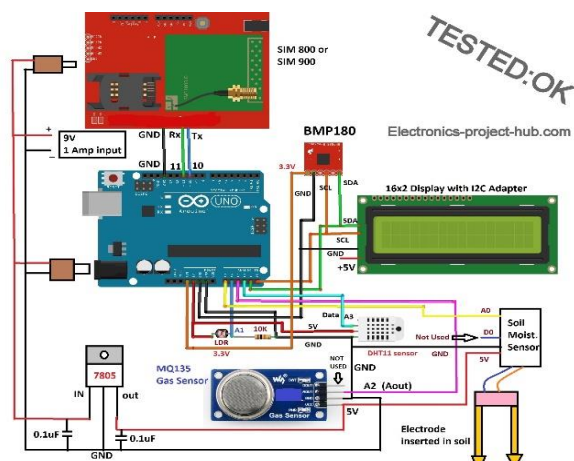 SIM 800 or
SIM 900
TESTED:OK
Electronics-project-hub.com
+
9V
1 Amp input
-
GND
Rx
Tx
GND
11
10
BMP180
3.3V
GND
SCL
SDA
16x2 Display with I2C Adapter
SDA
SCL
+5V
ARDUINO
UNO
A0
Data
A3
Not Used
D0
Soil
Moist.
Sensor
GND
5V
5V
A1
10K
LDR
GND
DHT11 sensor
3.3V
MQ135
Gas Sensor
NOT
USED
A2 (Aout)
Gas Sensor
5V
7805
IN
out
0.1uF
0.1uF
GND
Electrode
inserted in soil